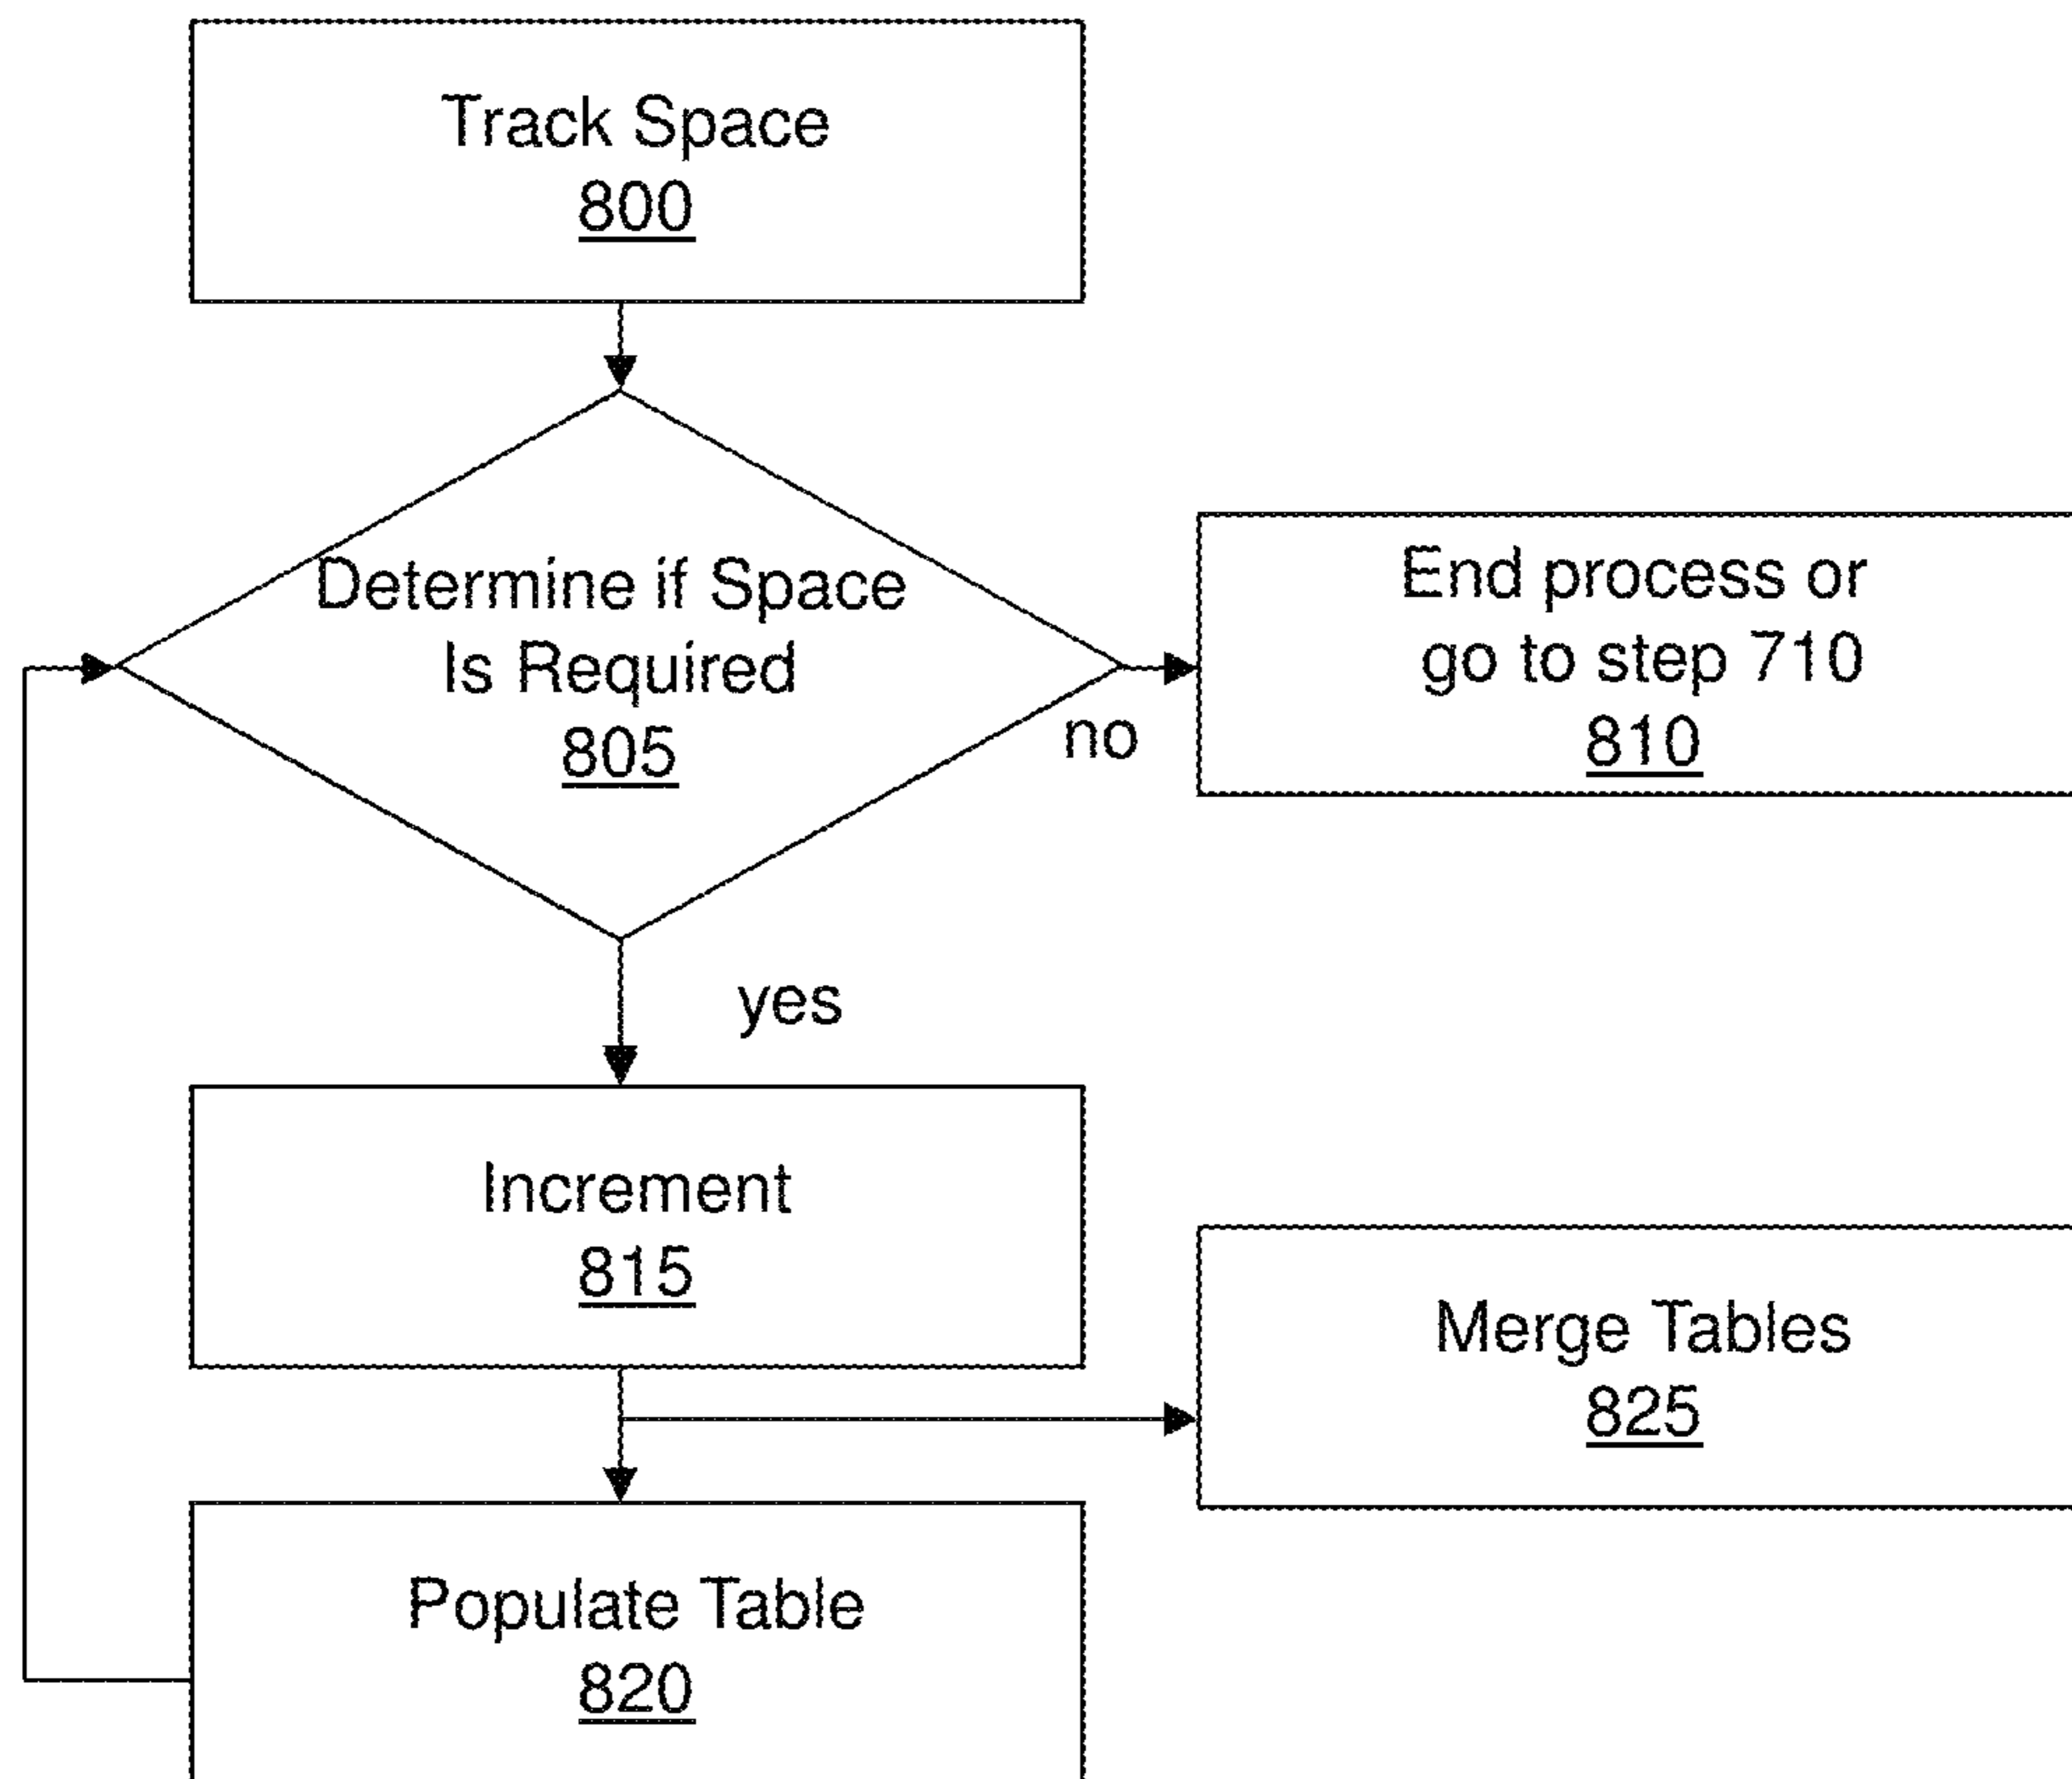 Track Space
800
Determine if Space
Is Required
805
no
End process or
go to step 710
810
yes
Increment
815
Merge Tables
825
Populate Table
820